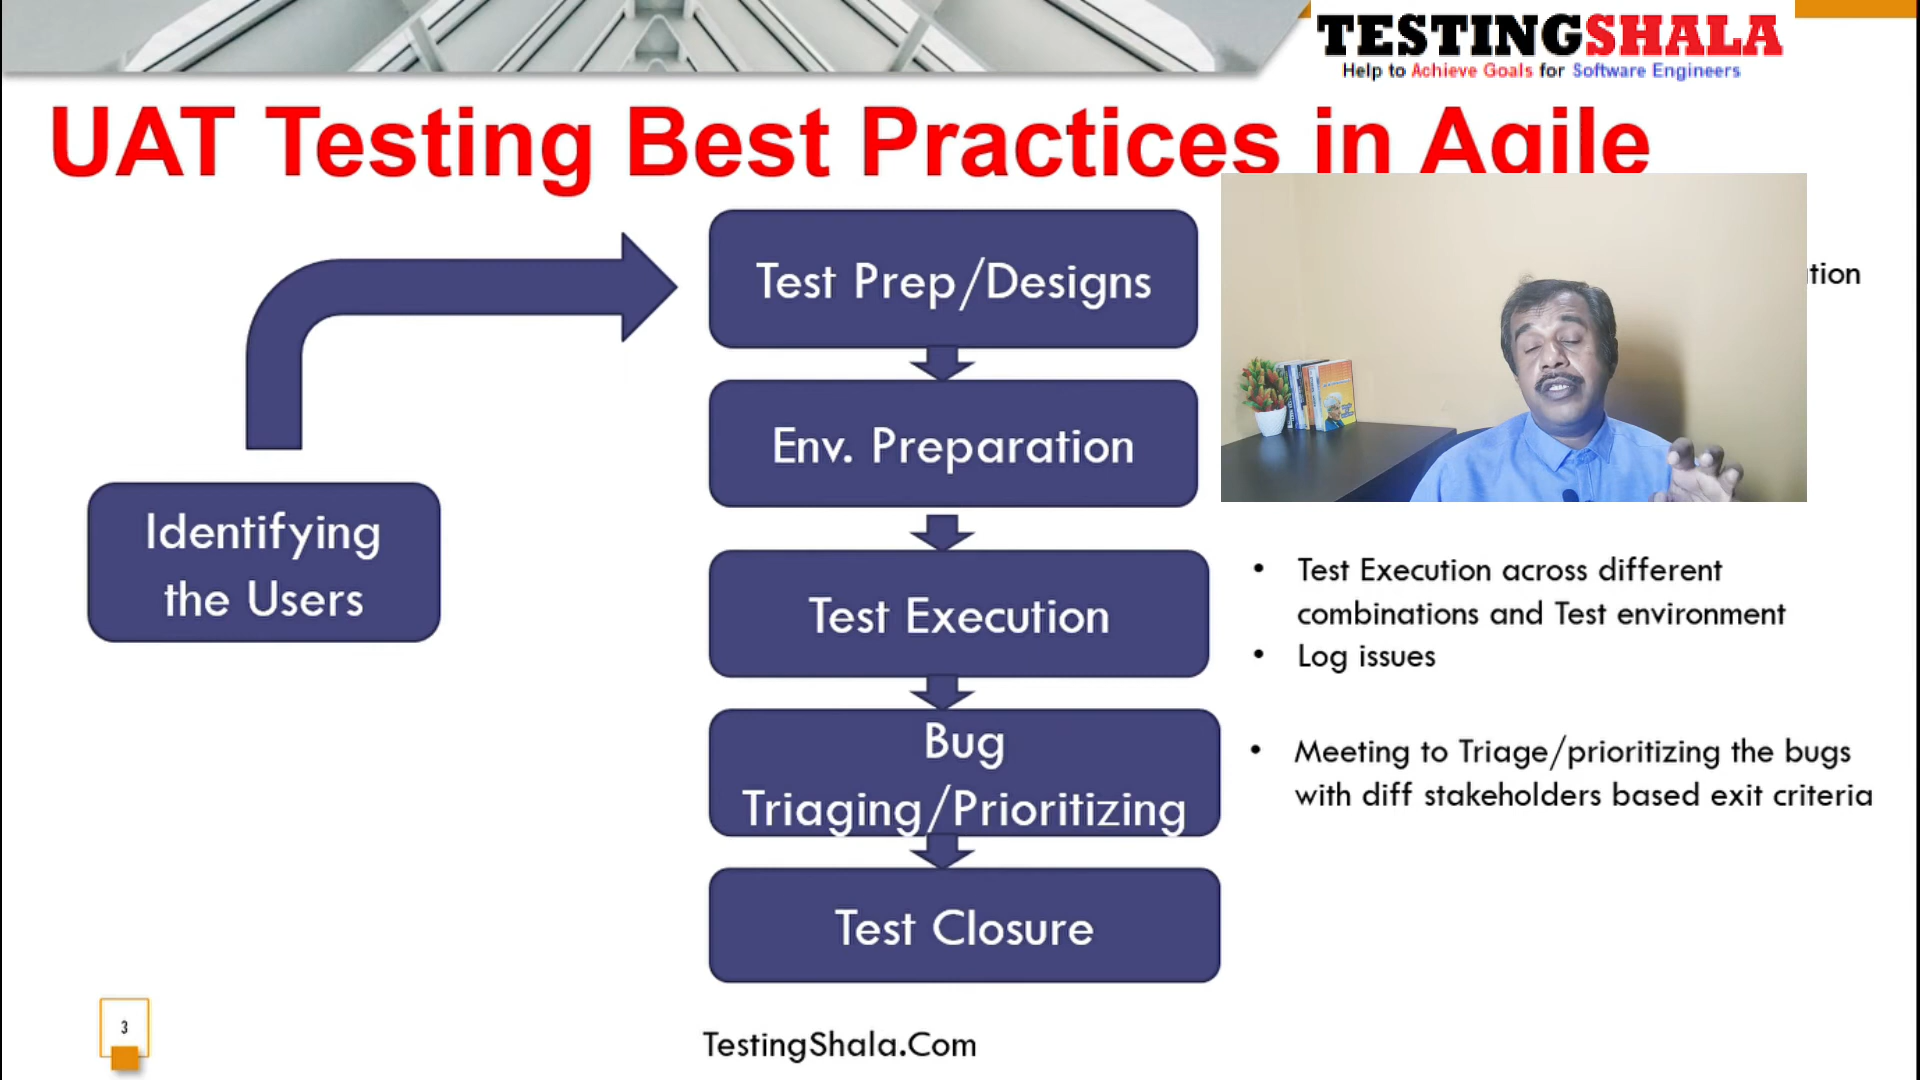 TESTINGSHALA
Help to Achieve Goals for Software Engineers
UAT Testing Best Practices in Agile
Test Prep/Designs
Env. Preparation
Identifying
the Users
Test Execution
• Test Execution across different
combinations and Test environment
• Log issues
Bug
Triaging/Prioritizing
• Meeting to Triage/prioritizing the bugs
with diff stakeholders based exit criteria
Test Closure
3
TestingShala.Com